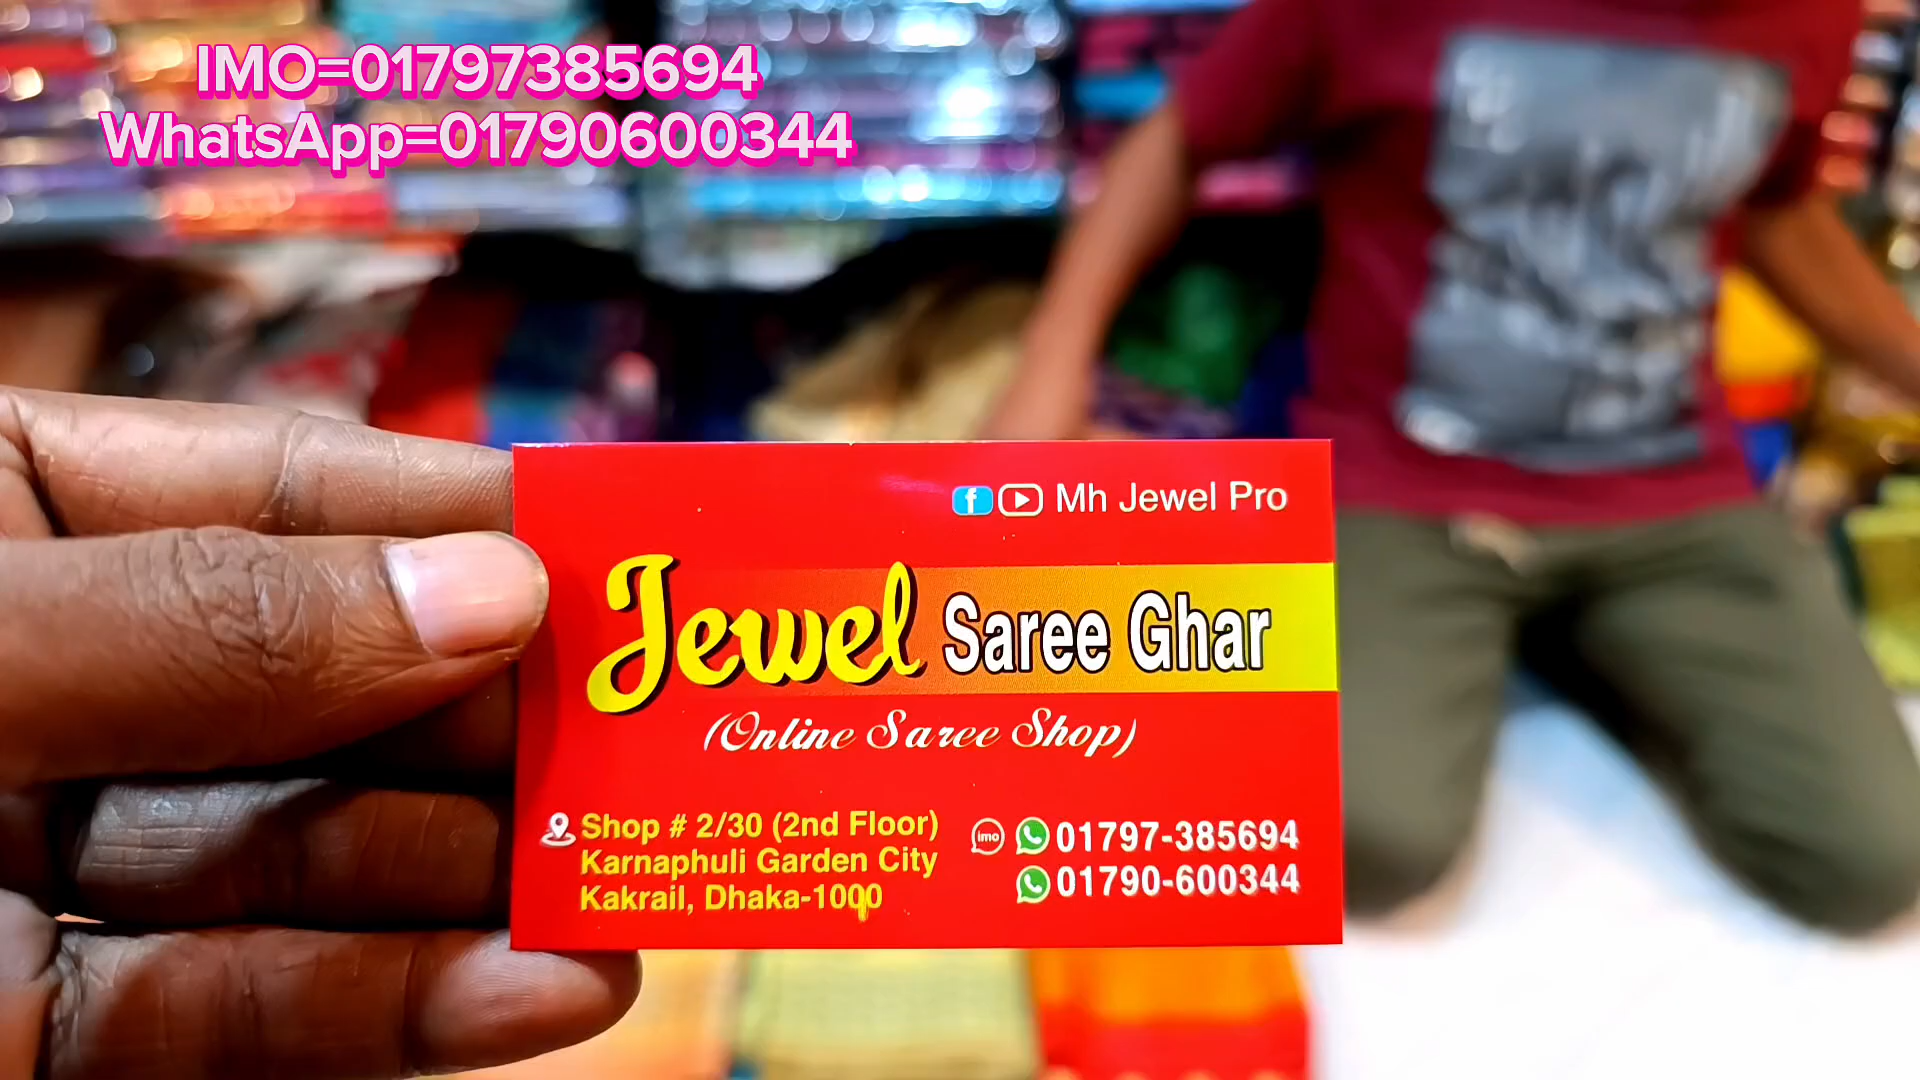 IMO=01797385694
WhatsApp=01790600344
Mh Jewel Pro
Jewel Saree Ghar
(Online Saree Shop)
Shop # 2/30 (2nd Floor)
Karnaphuli Garden City
Kakrail, Dhaka-1000
imo 01797-385694
01790-600344